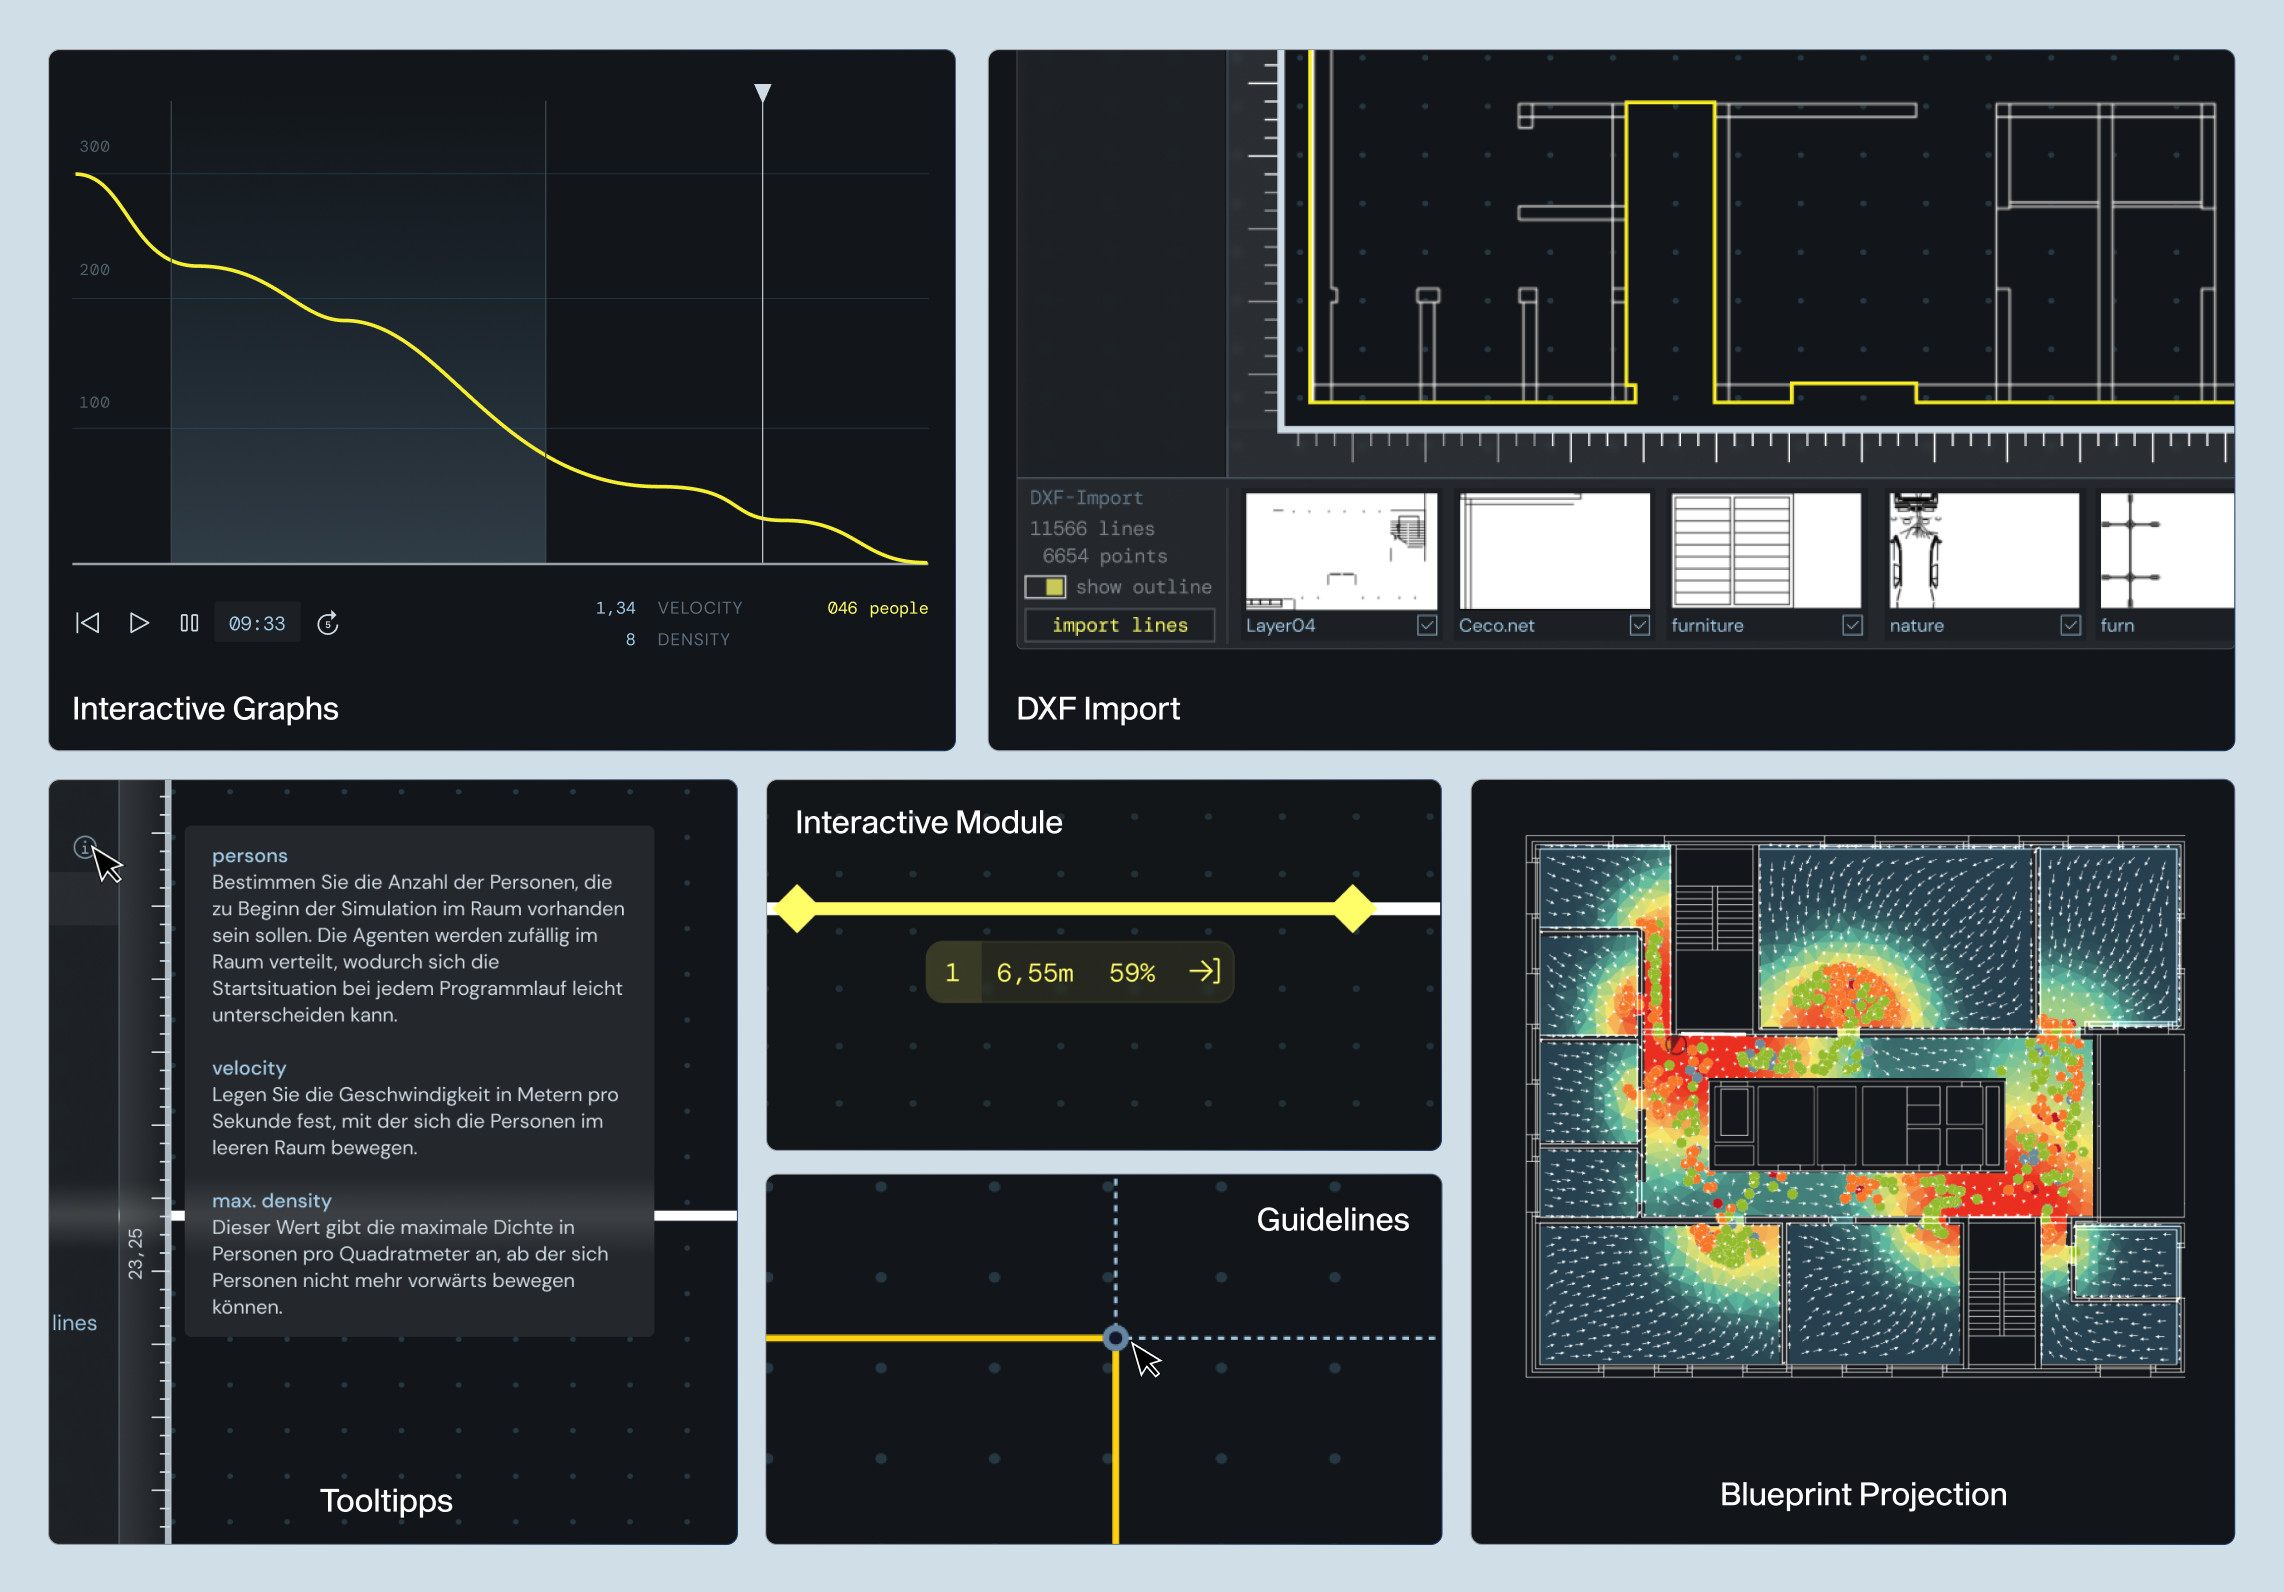 300
200
100
09:33
5
1,34 VELOCITY
8 DENSITY
046 people
Interactive Graphs
DXF-Import
11566 lines
6654 points
show outline
import lines
Layer04
Ceco.net
furniture
nature
furn
DXF Import
persons
Bestimmen Sie die Anzahl der Personen, die
zu Beginn der Simulation im Raum vorhanden
sein sollen. Die Agenten werden zufällig im
Raum verteilt, wodurch sich die
Startsituation bei jedem Programmlauf leicht
unterscheiden kann.
velocity
Legen Sie die Geschwindigkeit in Metern pro
Sekunde fest, mit der sich die Personen im
leeren Raum bewegen.
max. density
Dieser Wert gibt die maximale Dichte in
Personen pro Quadratmeter an, ab der sich
Personen nicht mehr vorwärts bewegen
können.
23,25
lines
Tooltipps
Interactive Module
1 6,55m 59%
Guidelines
Blueprint Projection